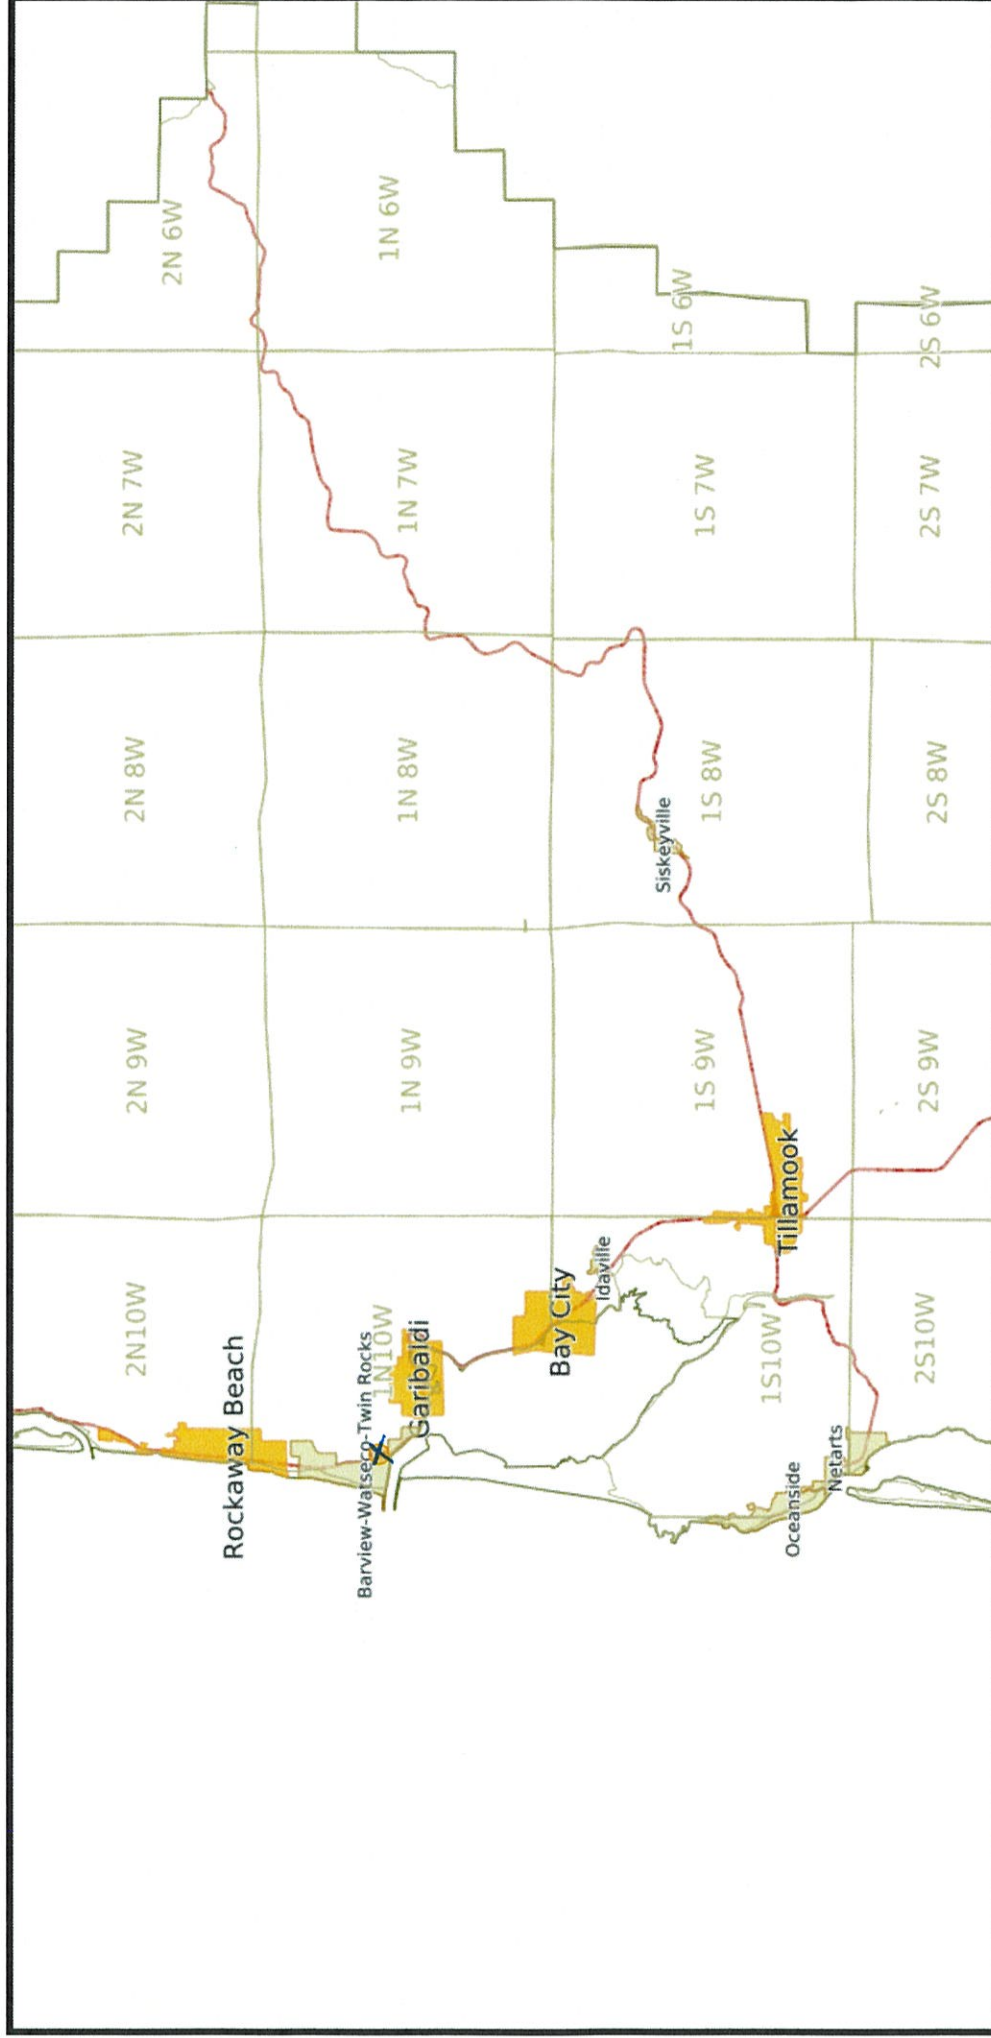 2N10W
2N 9W
2N 8W
2N 7W
2N 6W
Rockaway Beach
Barview-Watseco-Twin Rocks
1N10W
1N 9W
1N 8W
1N 7W
1N 6W
Garibaldi
Bay City
Idaville
Siskeyville
1S 6W
1S10W
1S 9W
1S 8W
1S 7W
Tillamook
Oceanside
Netarts
2S10W
2S 9W
2S 8W
2S 7W
2S 6W